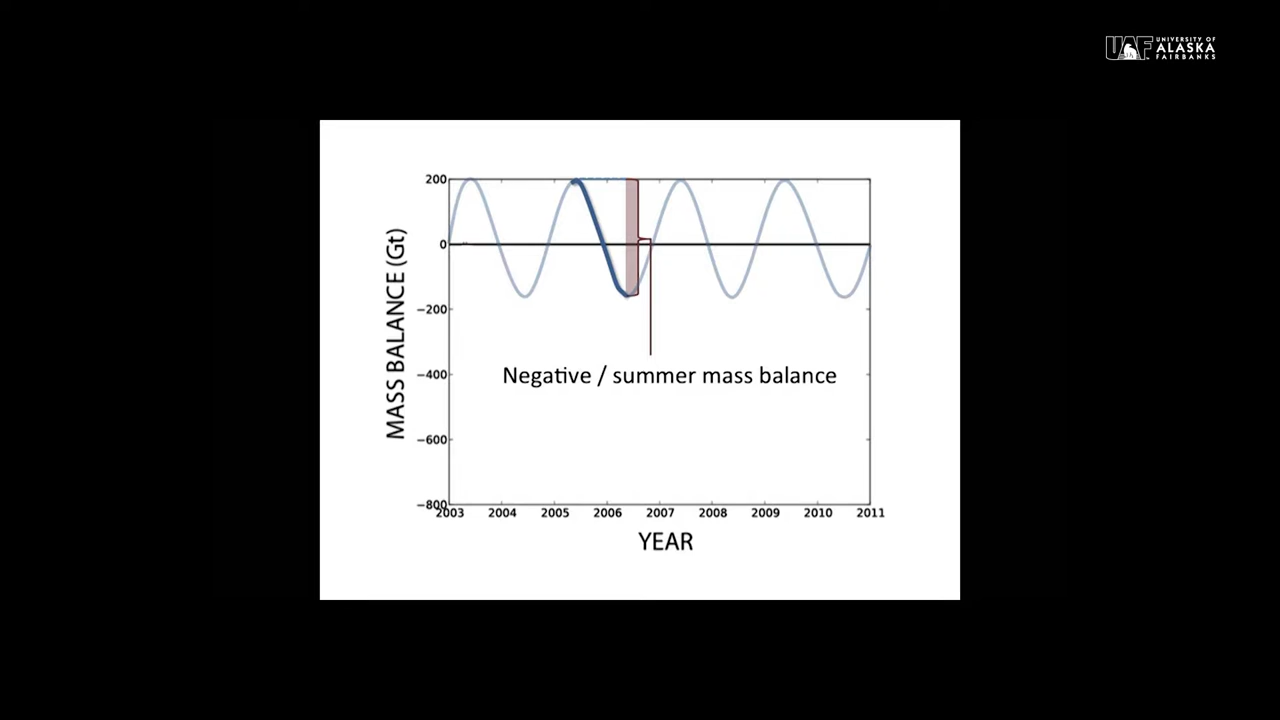 UAF UNIVERSITY OF
ALASKA
FAIRBANKS
200
0
−200
−400
−600
−800
MASS BALANCE (Gt)
Negative / summer mass balance
2003 2004 2005 2006 2007 2008 2009 2010 2011
YEAR